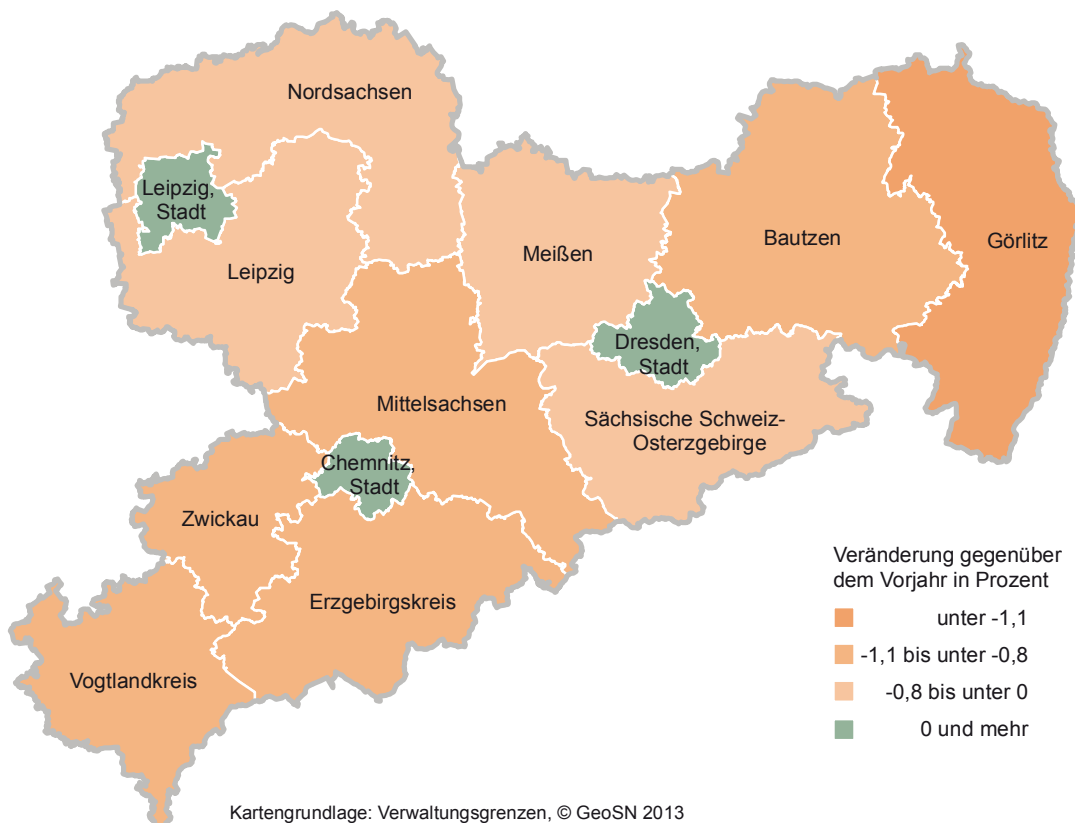 Nordsachsen
Leipzig,
Stadt
Leipzig
Meißen
Bautzen
Görlitz
Dresden,
Stadt
Mittelsachsen
Sächsische Schweiz-
Osterzgebirge
Chemnitz,
Stadt
Zwickau
Erzgebirgskreis
Vogtlandkreis
Veränderung gegenüber
dem Vorjahr in Prozent
unter -1,1
-1,1 bis unter -0,8
-0,8 bis unter 0
0 und mehr
Kartengrundlage: Verwaltungsgrenzen, © GeoSN 2013